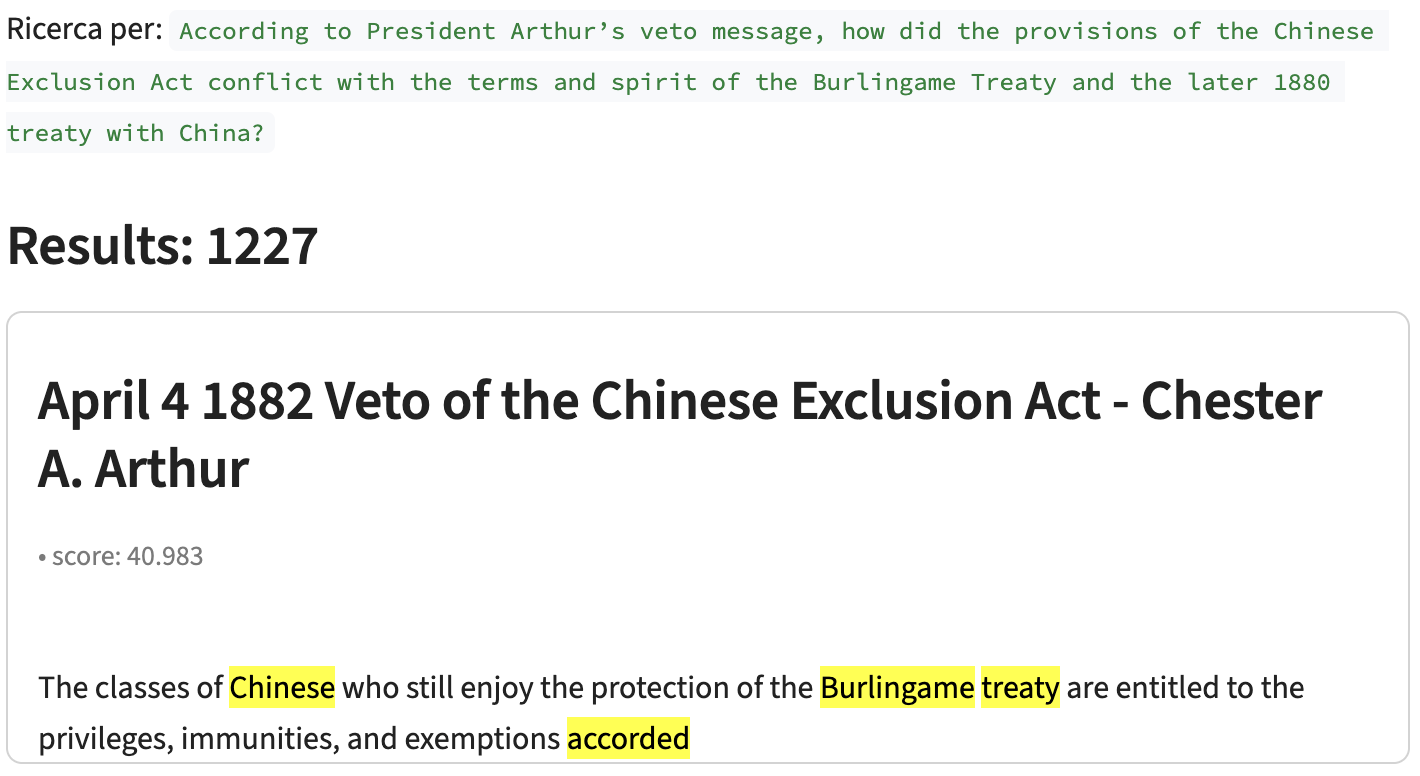 Ricerca per: According to President Arthur’s veto message, how did the provisions of the Chinese
Exclusion Act conflict with the terms and spirit of the Burlingame Treaty and the later 1880
treaty with China?
Results: 1227
April 4 1882 Veto of the Chinese Exclusion Act - Chester
A. Arthur
• score: 40.983
The classes of Chinese who still enjoy the protection of the Burlingame treaty are entitled to the
privileges, immunities, and exemptions accorded